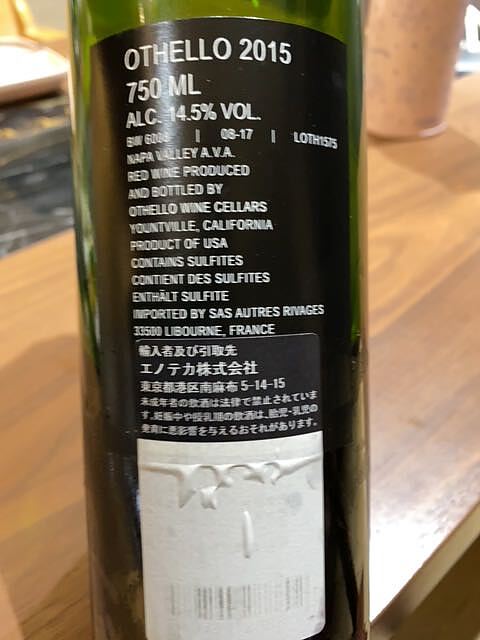 OTHELLO 2015
750 ML
ALC. 14.5% VOL.
BW | 08-17 | LOTH1575
NAPA VALLEY A.V.A.
RED WINE PRODUCED
AND BOTTLED BY
OTHELLO WINE CELLARS
YOUNTVILLE, CALIFORNIA
PRODUCT OF USA
CONTAINS SULFITES
CONTIENT DES SULFITES
ENTHÄLT SULFITE
IMPORTED BY SAS AUTRES RIVAGES
33500 LIBOURNE, FRANCE
輸入者及び引取先
エノテカ株式会社
東京都港区南麻布 5-14-15
未成年者の飲酒は法律で禁止されていま
す。妊娠中や授乳期の飲酒は、胎児・乳児の
発育に悪影響を与えるおそれがあります。